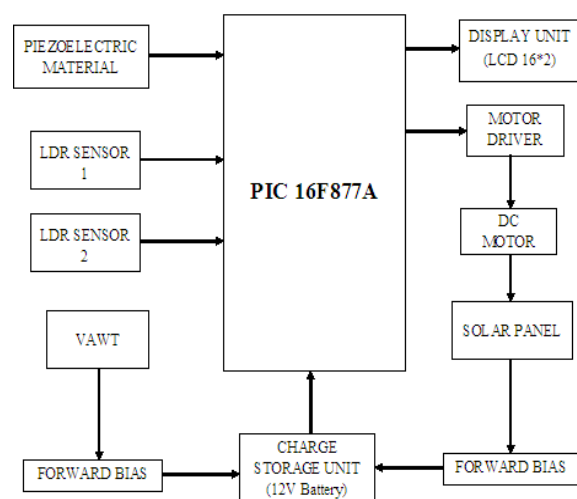 PIEZOELECTRIC
MATERIAL
DISPLAY UNIT
(LCD 16*2)
LDR SENSOR
1
MOTOR
DRIVER
PIC 16F877A
LDR SENSOR
2
DC
MOTOR
VAWT
SOLAR PANEL
FORWARD BIAS
CHARGE
STORAGE UNIT
(12V Battery)
FORWARD BIAS